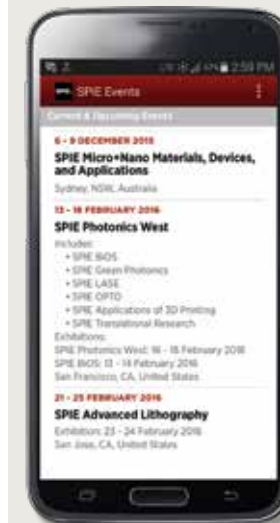 2:59 PM
SPIE Events
Current & Upcoming Events
6 - 9 DECEMBER 2015
SPIE Micro+Nano Materials, Devices,
and Applications
Sydney, NSW, Australia
13 - 18 FEBRUARY 2016
SPIE Photonics West
Includes:
• SPIE BiOS
• SPIE Green Photonics
• SPIE LASE
• SPIE OPTO
• SPIE Applications of 3D Printing
• SPIE Translational Research
Exhibitions:
SPIE Photonics West: 16 - 18 February 2016
SPIE BiOS: 13 - 14 February 2016
San Francisco, CA, United States
21 - 25 FEBRUARY 2016
SPIE Advanced Lithography
Exhibition: 23 - 24 February 2016
San Jose, CA, United States